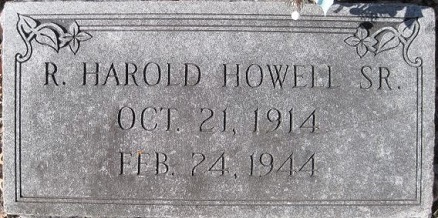 R. HAROLD HOWELL SR.
OCT. 21, 1914
FEB. 24, 1944